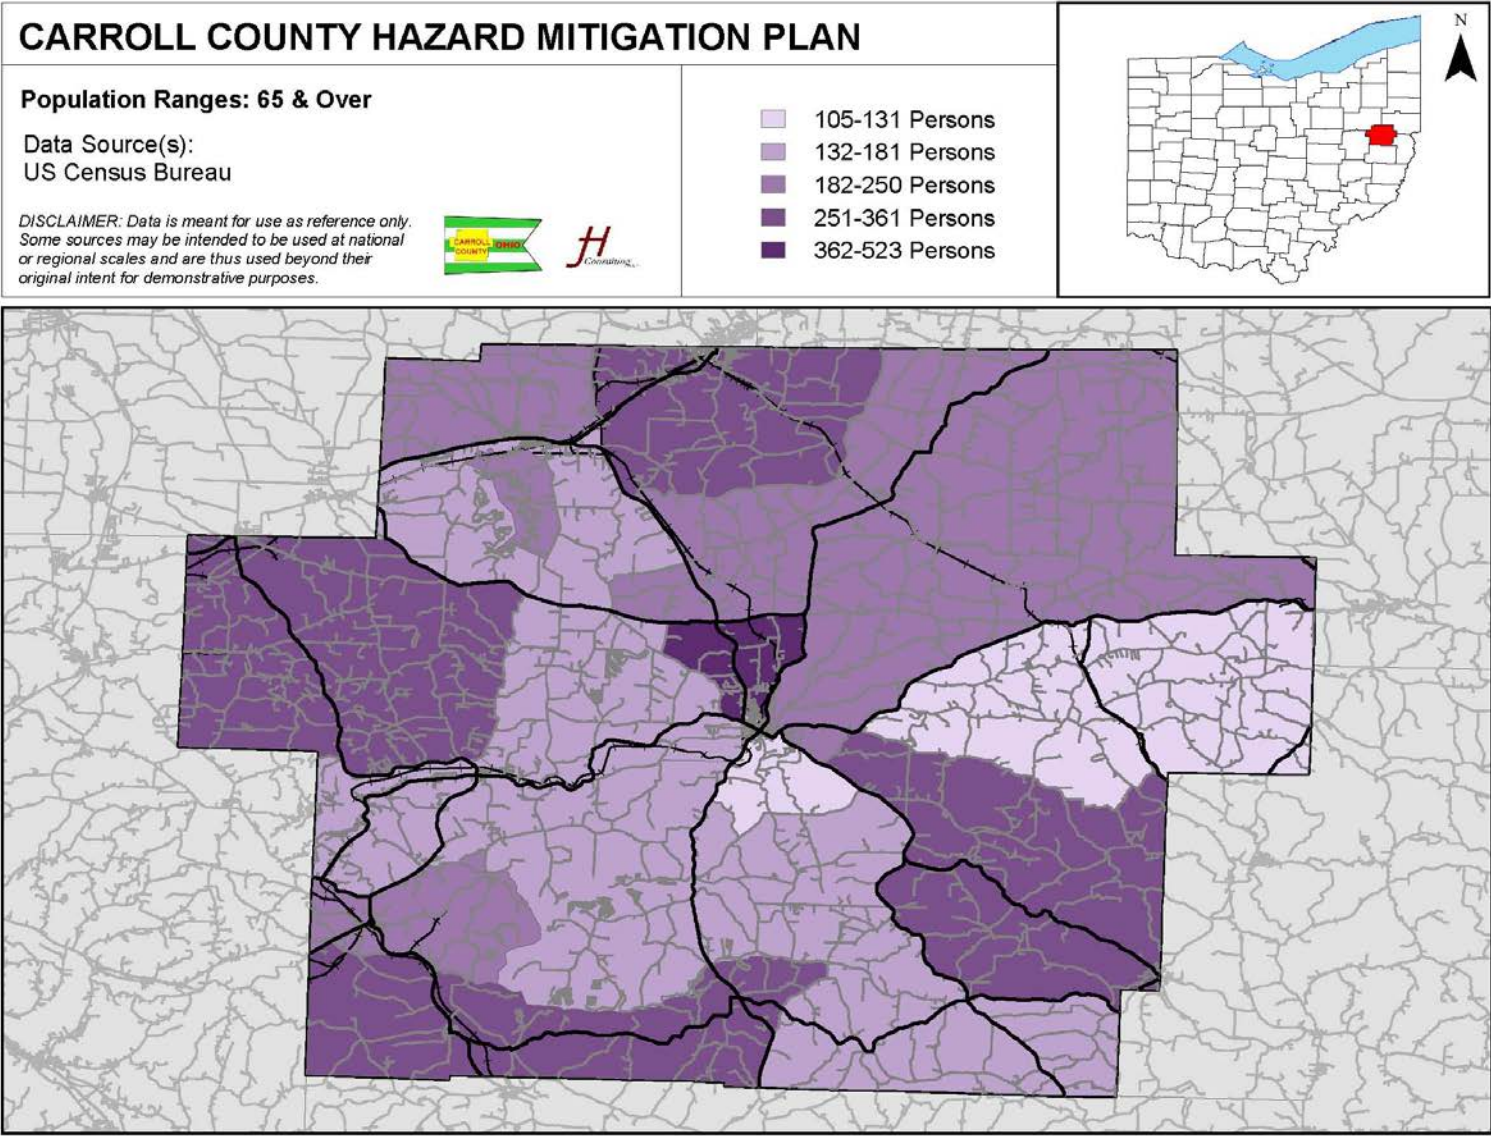 CARROLL COUNTY HAZARD MITIGATION PLAN
Population Ranges: 65 & Over
Data Source(s):
US Census Bureau
DISCLAIMER: Data is meant for use as reference only.
Some sources may be intended to be used at national
or regional scales and are thus used beyond their
original intent for demonstrative purposes.
CARROLL
COUNTY
OHIO
JH
Consulting
105-131 Persons
132-181 Persons
182-250 Persons
251-361 Persons
362-523 Persons
N